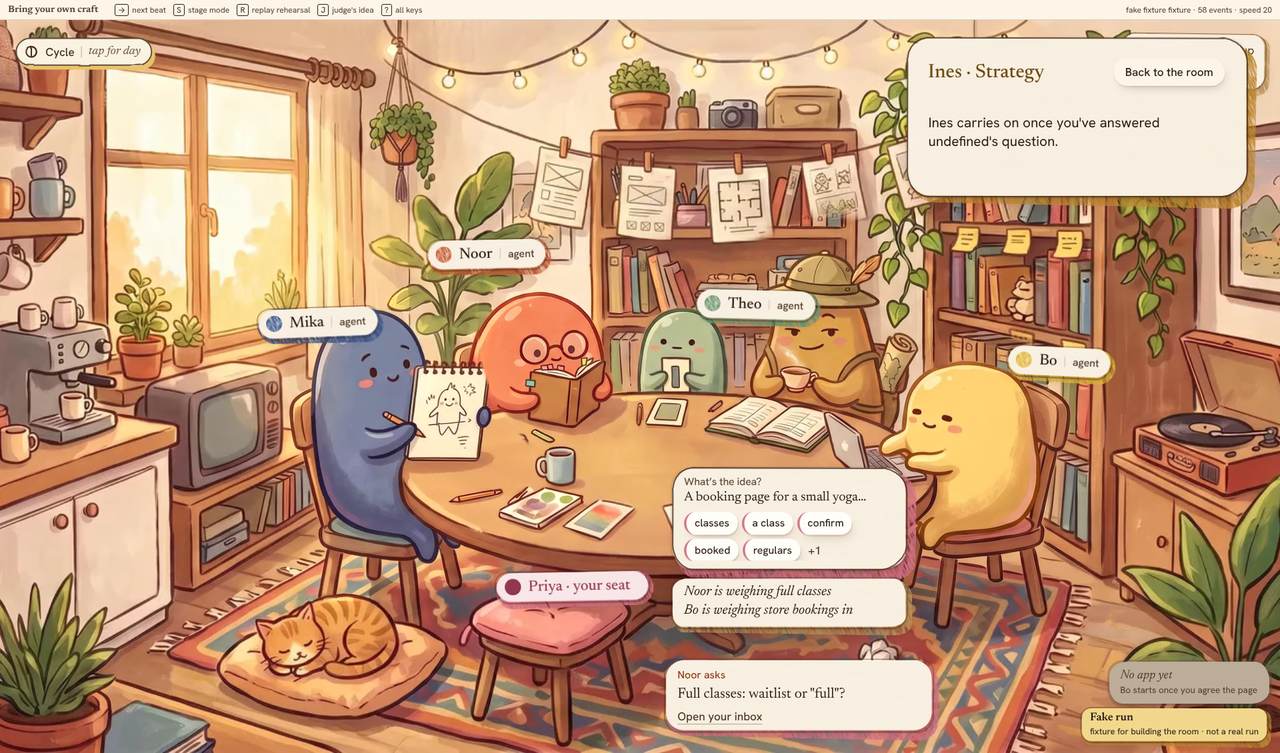 Bring your own craft
→ next beat S stage mode R replay rehearsal J judge's idea ? all keys
fake fixture fixture · 58 events · speed 20
Cycle tap for day
Ines · Strategy
Back to the room
Ines carries on once you've answered
undefined's question.
Noor agent
Theo agent
Mika agent
Bo agent
What's the idea?
A booking page for a small yoga...
classes a class confirm
booked regulars +1
Priya · your seat
Noor is weighing full classes
Bo is weighing store bookings in
Noor asks
Full classes: waitlist or "full"?
Open your inbox
No app yet
Bo starts once you agree the page
Fake run
fixture for building the room · not a real run